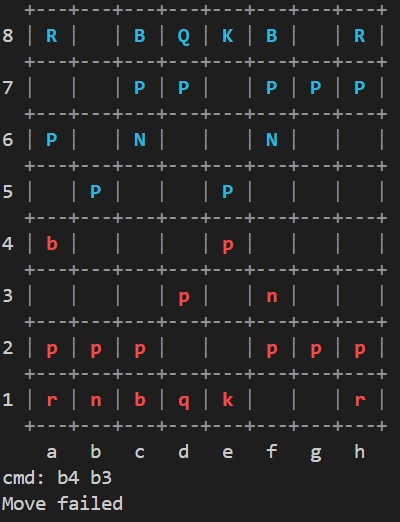 +---+---+---+---+---+---+---+---+
8 | R |   | B | Q | K | B |   | R |
+---+---+---+---+---+---+---+---+
7 |   |   | P | P |   | P | P | P |
+---+---+---+---+---+---+---+---+
6 | P |   | N |   |   | N |   |   |
+---+---+---+---+---+---+---+---+
5 |   | P |   |   | P |   |   |   |
+---+---+---+---+---+---+---+---+
4 | b |   |   |   | p |   |   |   |
+---+---+---+---+---+---+---+---+
3 |   |   |   | p |   | n |   |   |
+---+---+---+---+---+---+---+---+
2 | p | p | p |   |   | p | p | p |
+---+---+---+---+---+---+---+---+
1 | r | n | b | q | k |   |   | r |
+---+---+---+---+---+---+---+---+
a   b   c   d   e   f   g   h
cmd: b4 b3
Move failed